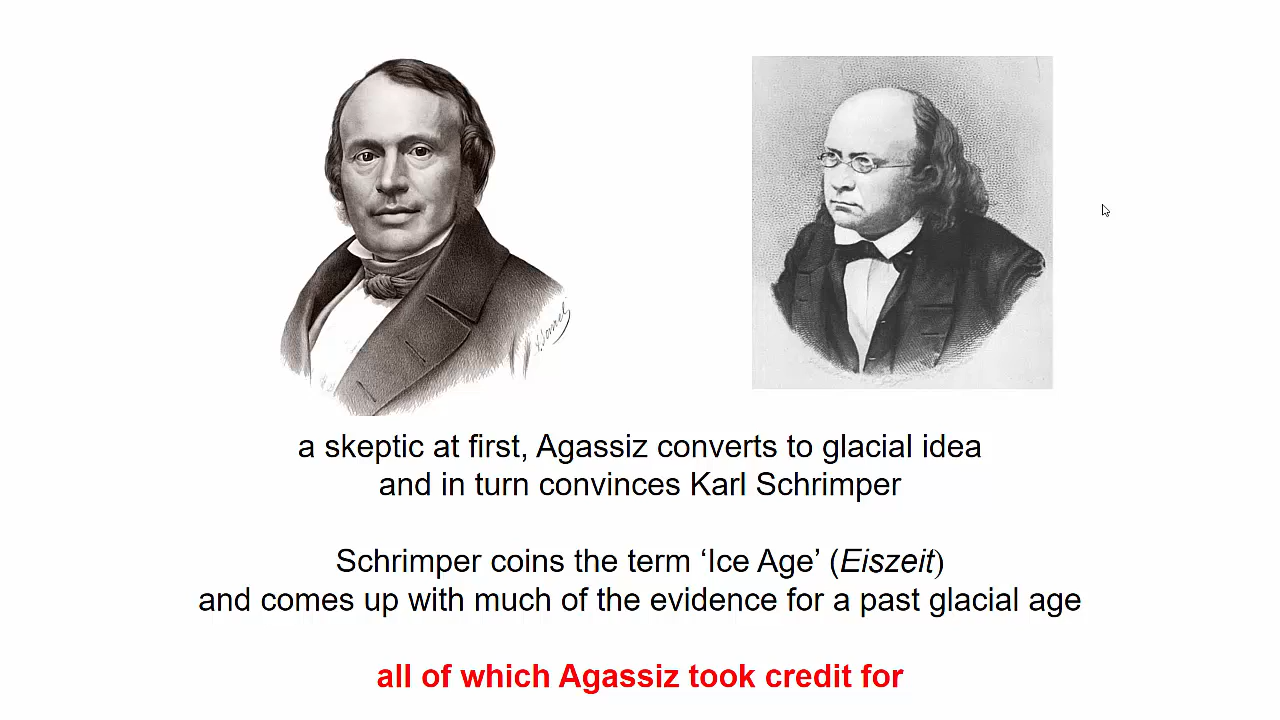 a skeptic at first, Agassiz converts to glacial idea
and in turn convinces Karl Schrimper
Schrimper coins the term ‘Ice Age’ (Eiszeit)
and comes up with much of the evidence for a past glacial age
all of which Agassiz took credit for